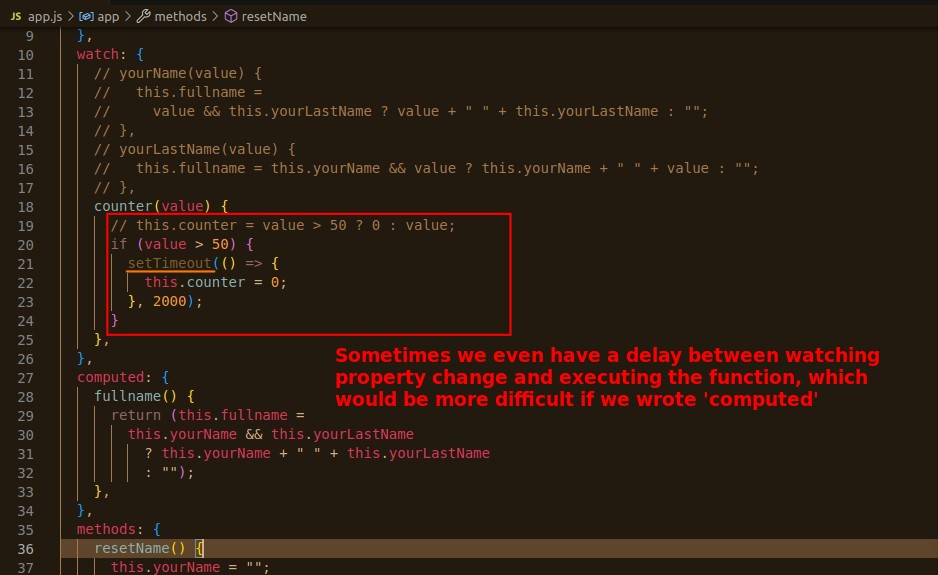 JS app.js > app > methods > resetName
9 },
10 watch: {
11 // yourName(value) {
12 //   this.fullname =
13 //     value && this.yourLastName ? value + " " + this.yourLastName : "";
14 // },
15 // yourLastName(value) {
16 //   this.fullname = this.yourName && value ? this.yourName + " " + value : "";
17 // },
18 counter(value) {
19 // this.counter = value > 50 ? 0 : value;
20 if (value > 50) {
21 setTimeout(() => {
22 this.counter = 0;
23 }, 2000);
24 }
25 },
26 },
Sometimes we even have a delay between watching
property change and executing the function, which
would be more difficult if we wrote 'computed'
27 computed: {
28 fullname() {
29 return (this.fullname =
30 this.yourName && this.yourLastName
31 ? this.yourName + " " + this.yourLastName
32 : "");
33 },
34 },
35 methods: {
36 resetName() {
37 this.yourName = "";